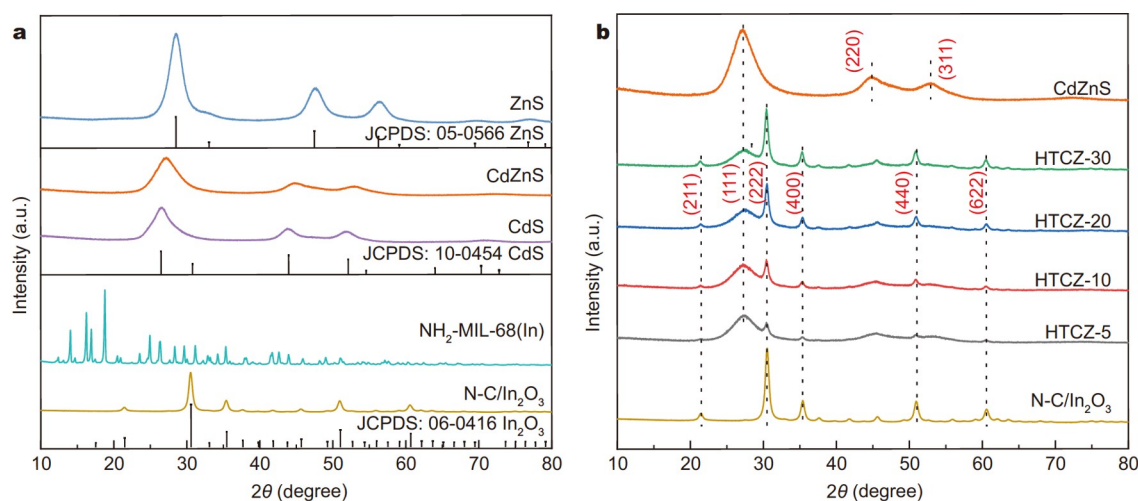 a
Intensity (a.u.)
ZnS
JCPDS: 05-0566 ZnS
CdZnS
CdS
JCPDS: 10-0454 CdS
NH2-MIL-68(In)
N-C/In2O3
JCPDS: 06-0416 In2O3
10 20 30 40 50 60 70 80
2θ (degree)
b
Intensity (a.u.)
(220)
(311)
CdZnS
HTCZ-30
(211)
(111)
(222)
(400)
(440)
(622)
HTCZ-20
HTCZ-10
HTCZ-5
N-C/In2O3
10 20 30 40 50 60 70 80
2θ (degree)